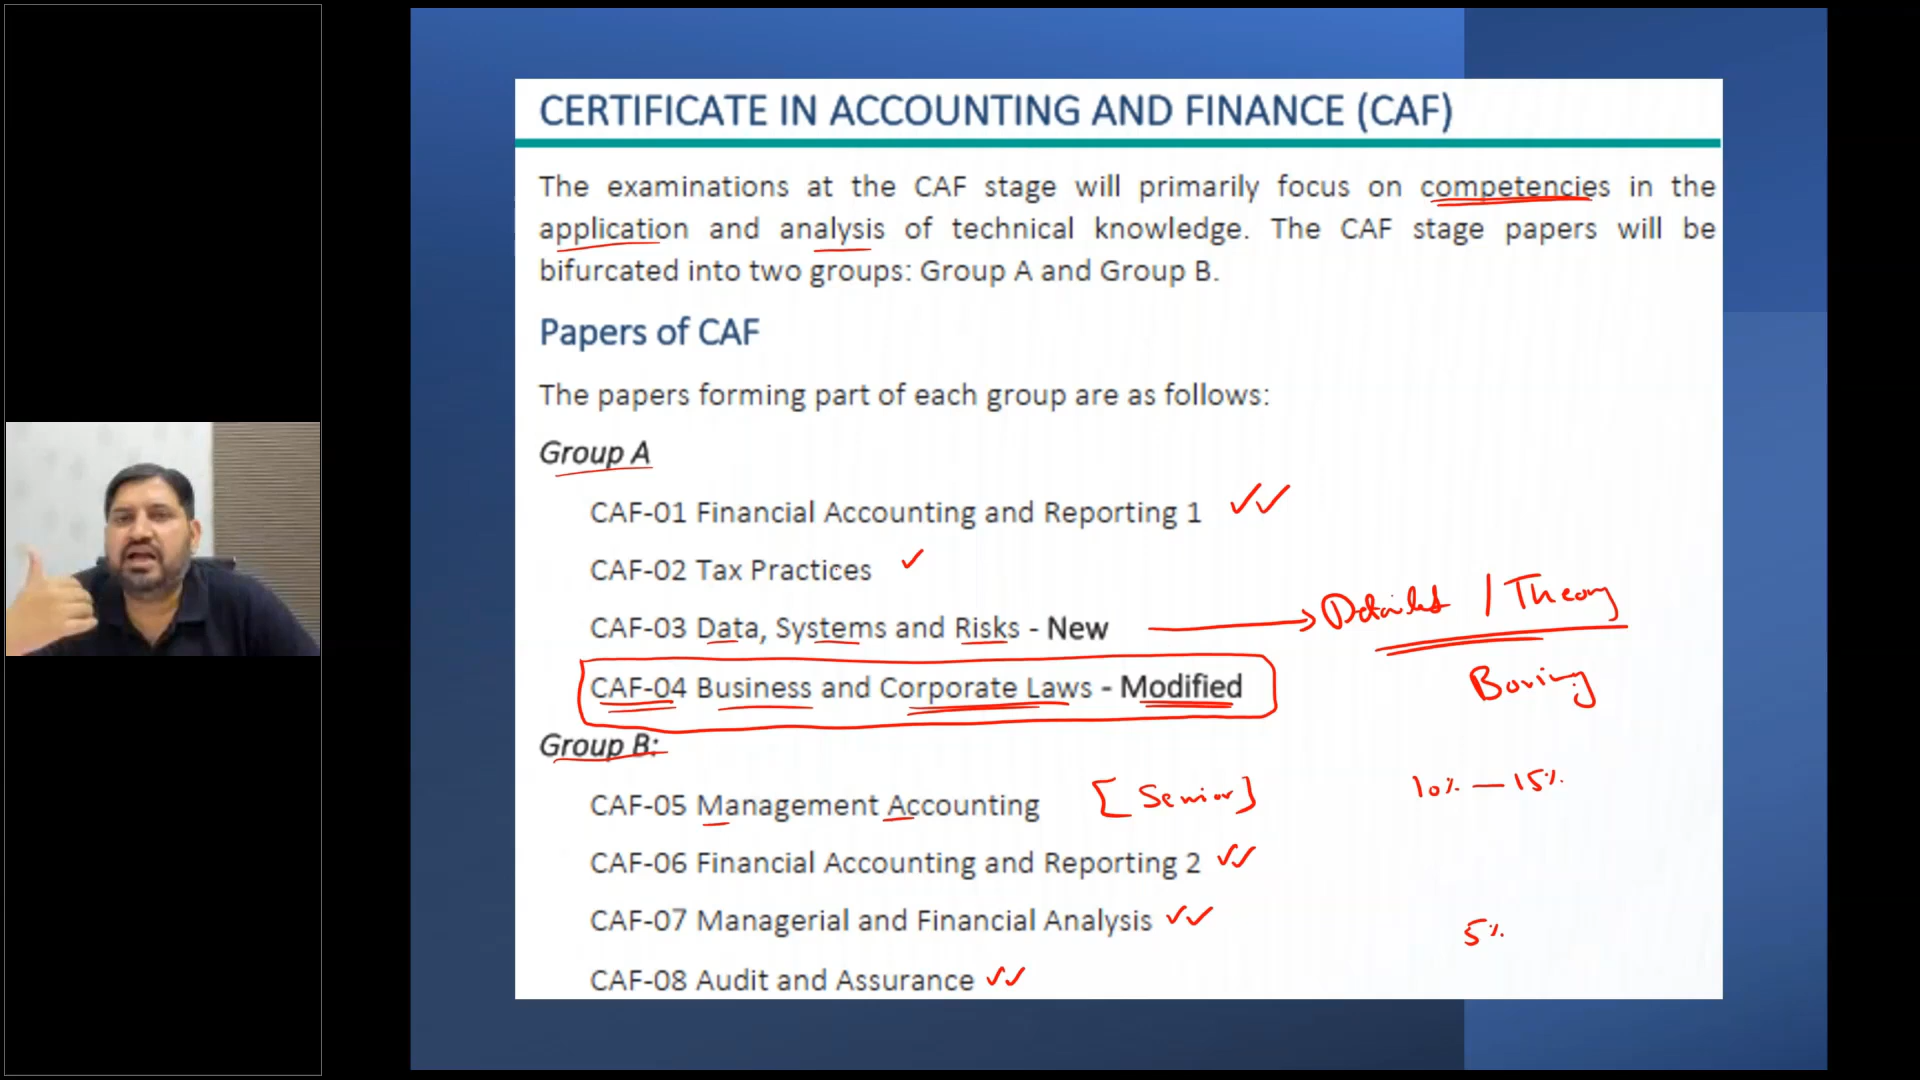 CERTIFICATE IN ACCOUNTING AND FINANCE (CAF)
The examinations at the CAF stage will primarily focus on competencies in the
application and analysis of technical knowledge. The CAF stage papers will be
bifurcated into two groups: Group A and Group B.
Papers of CAF
The papers forming part of each group are as follows:
Group A
CAF-01 Financial Accounting and Reporting 1
CAF-02 Tax Practices
CAF-03 Data, Systems and Risks - New
Detailed / Theory
CAF-04 Business and Corporate Laws - Modified
Boring
Group B:
CAF-05 Management Accounting
[Senior]
10% — 15%
CAF-06 Financial Accounting and Reporting 2
CAF-07 Managerial and Financial Analysis
5%
CAF-08 Audit and Assurance